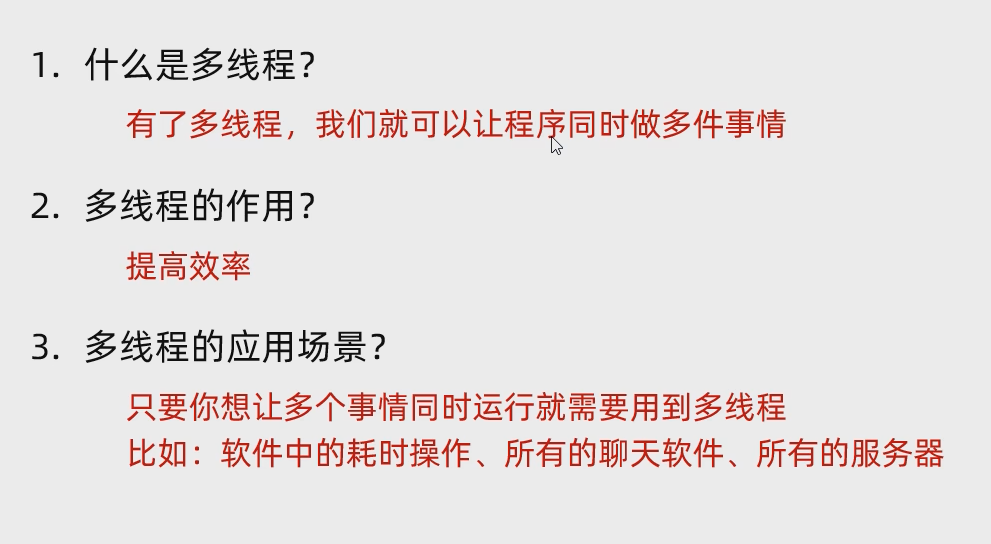 1. 什么是多线程？
有了多线程，我们就可以让程序同时做多件事情
2. 多线程的作用？
提高效率
3. 多线程的应用场景？
只要你想让多个事情同时运行就需要用到多线程
比如：软件中的耗时操作、所有的聊天软件、所有的服务器